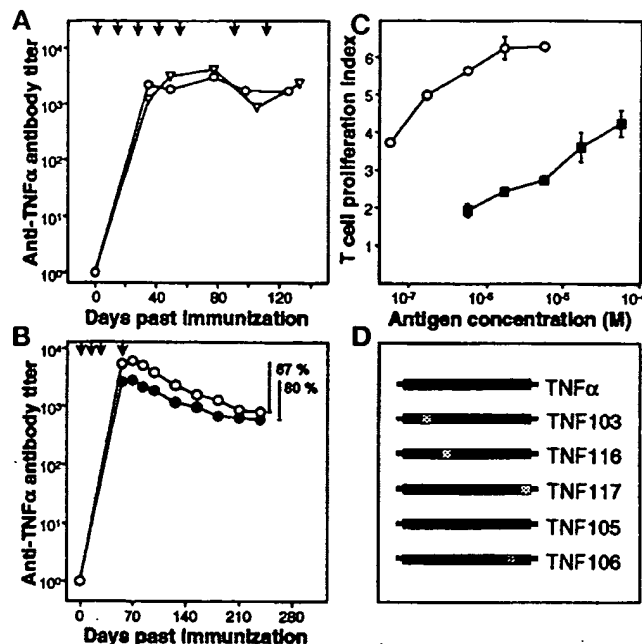 A
Anti-TNFα antibody titer
10⁴
10³
10²
10¹
10⁰
0 40 80 120
Days past Immunization
C
T cell proliferation Index
6
5
4
3
2
1
10⁻⁷ 10⁻⁶ 10⁻⁵ 10⁻⁴
Antigen concentration (M)
B
Anti-TNFα antibody titer
10⁴
10³
10²
10¹
10⁰
87 %
80 %
0 70 140 210 280
Days past Immunization
D
TNFα
TNF103
TNF116
TNF117
TNF105
TNF106